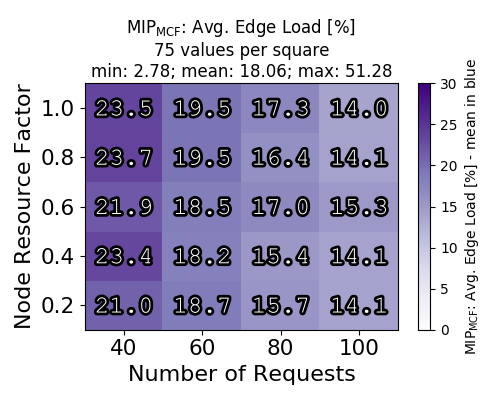 MIP_MCF: Avg. Edge Load [%]
75 values per square
min: 2.78; mean: 18.06; max: 51.28
Node Resource Factor
1.0 23.5 19.5 17.3 14.0
0.8 23.7 19.5 16.4 14.1
0.6 21.9 18.5 17.0 15.3
0.4 23.4 18.2 15.4 14.1
0.2 21.0 18.7 15.7 14.1
40 60 80 100
Number of Requests
30
25
20
15
10
5
0
MIP_MCF: Avg. Edge Load [%] - mean in blue